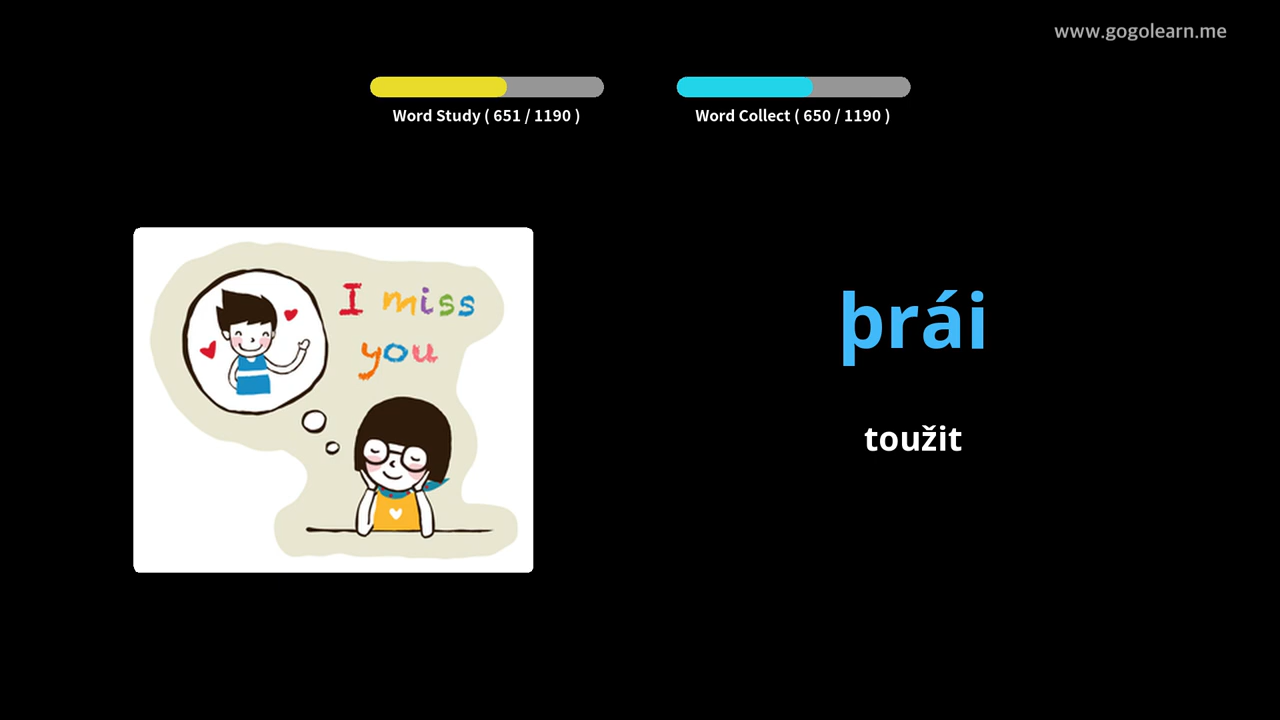 www.gogolearn.me
Word Study ( 651 / 1190 )
Word Collect ( 650 / 1190 )
I miss
you
þrái
toužit